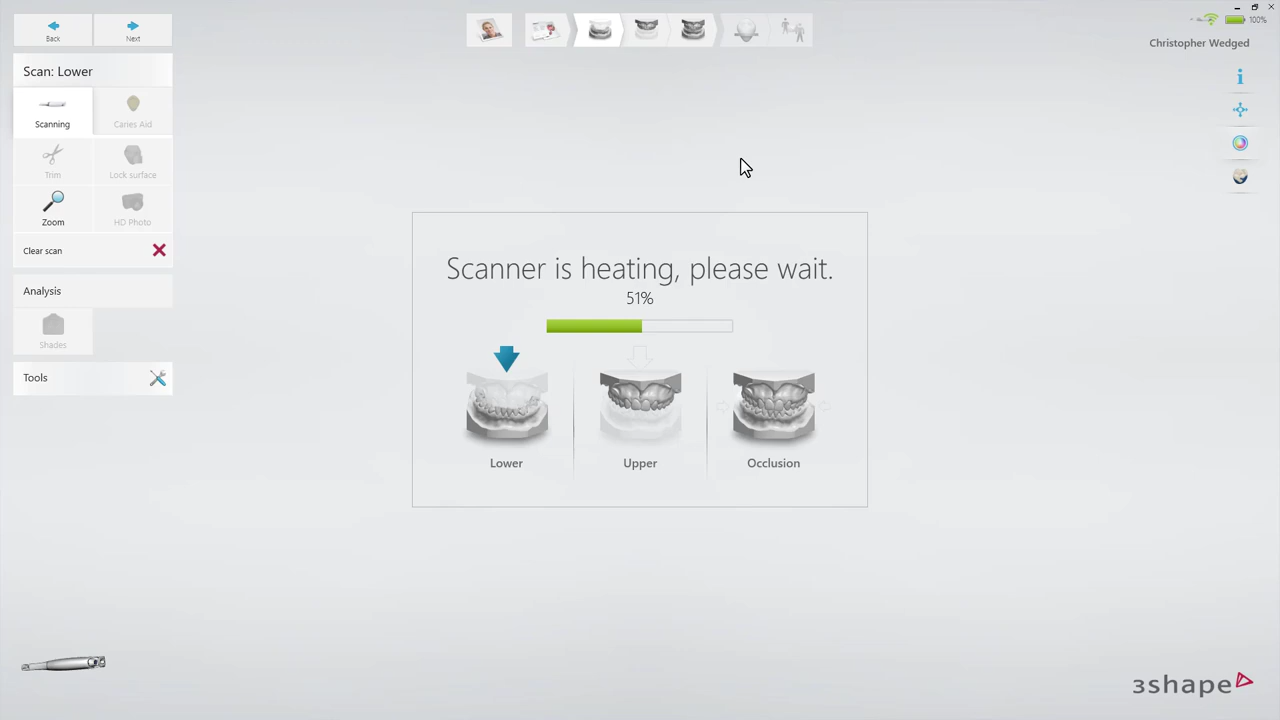 Back
Next
100%
Christopher Wedged
Scan: Lower
Scanning
Caries Aid
Trim
Lock surface
Zoom
HD Photo
Clear scan
Analysis
Shades
Tools
Scanner is heating, please wait.
51%
Lower
Upper
Occlusion
3shape